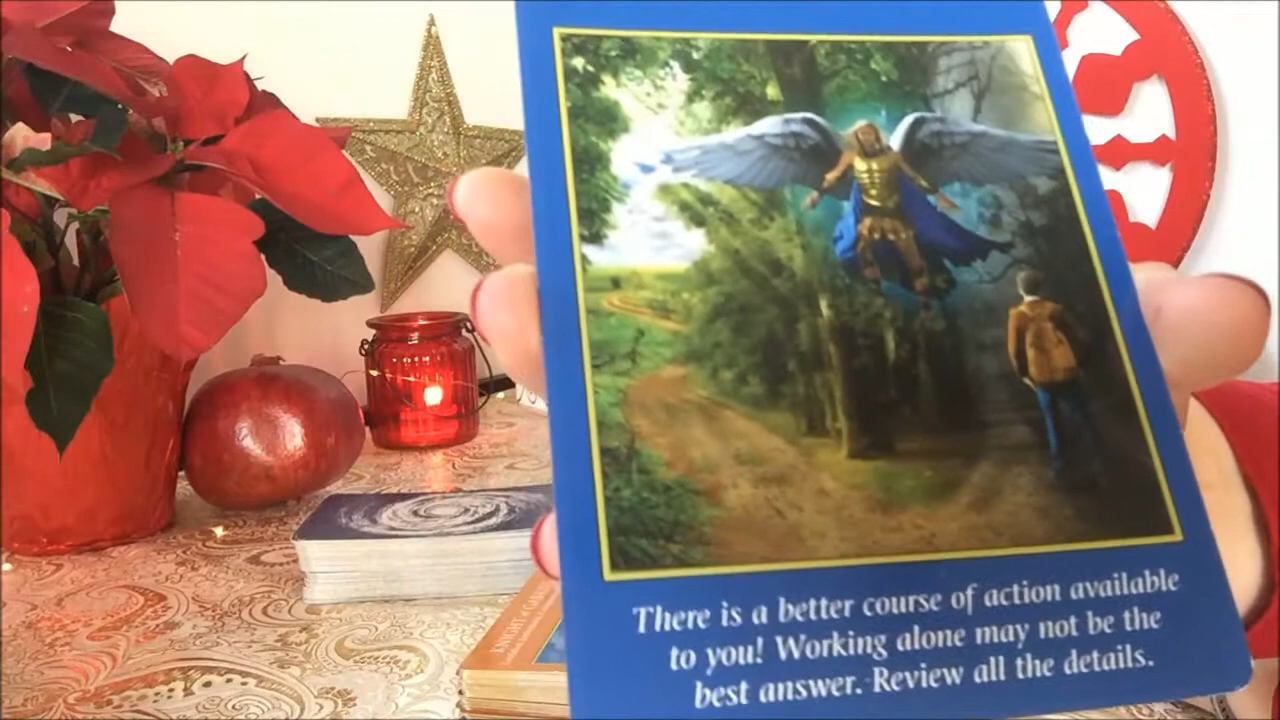 There is a better course of action available
to you! Working alone may not be the
best answer. Review all the details.
KNIGHT